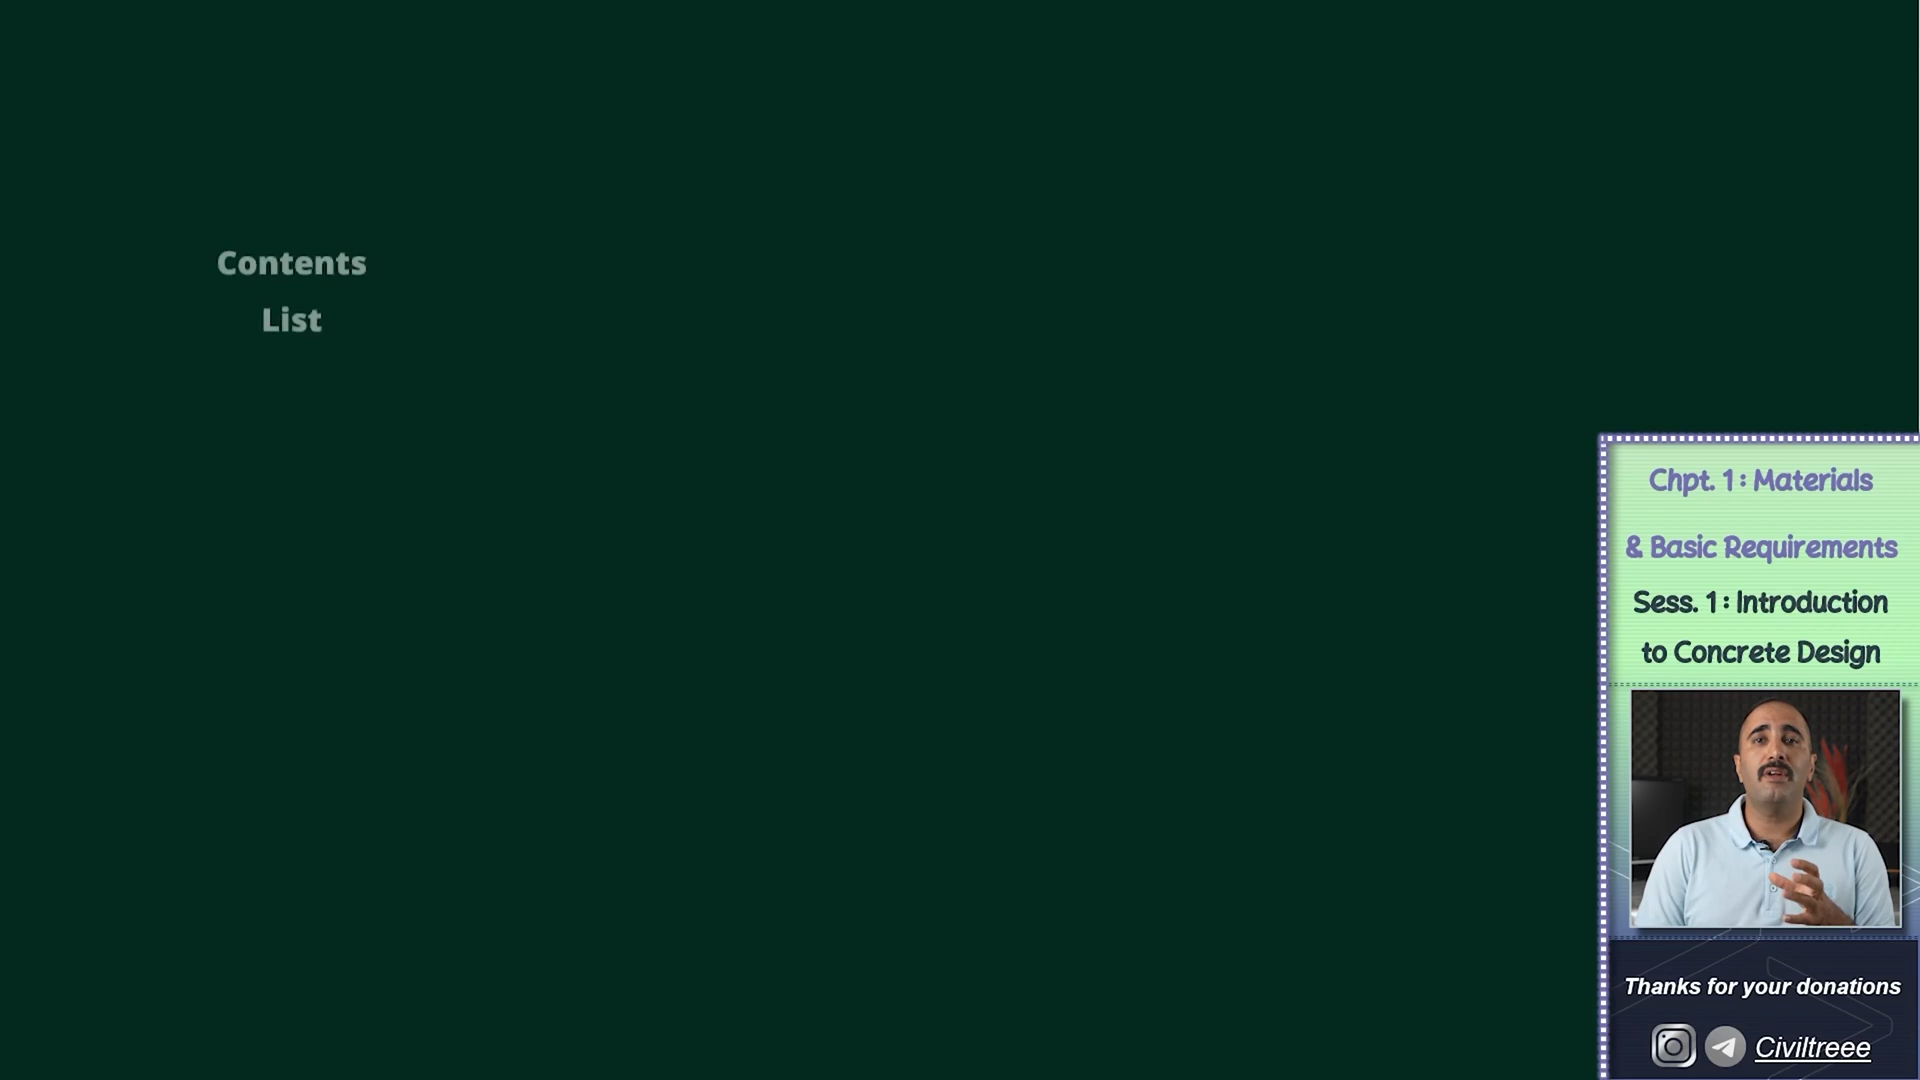 Contents
List
Chpt. 1: Materials
& Basic Requirements
Sess. 1: Introduction
to Concrete Design
Thanks for your donations
Civiltreee